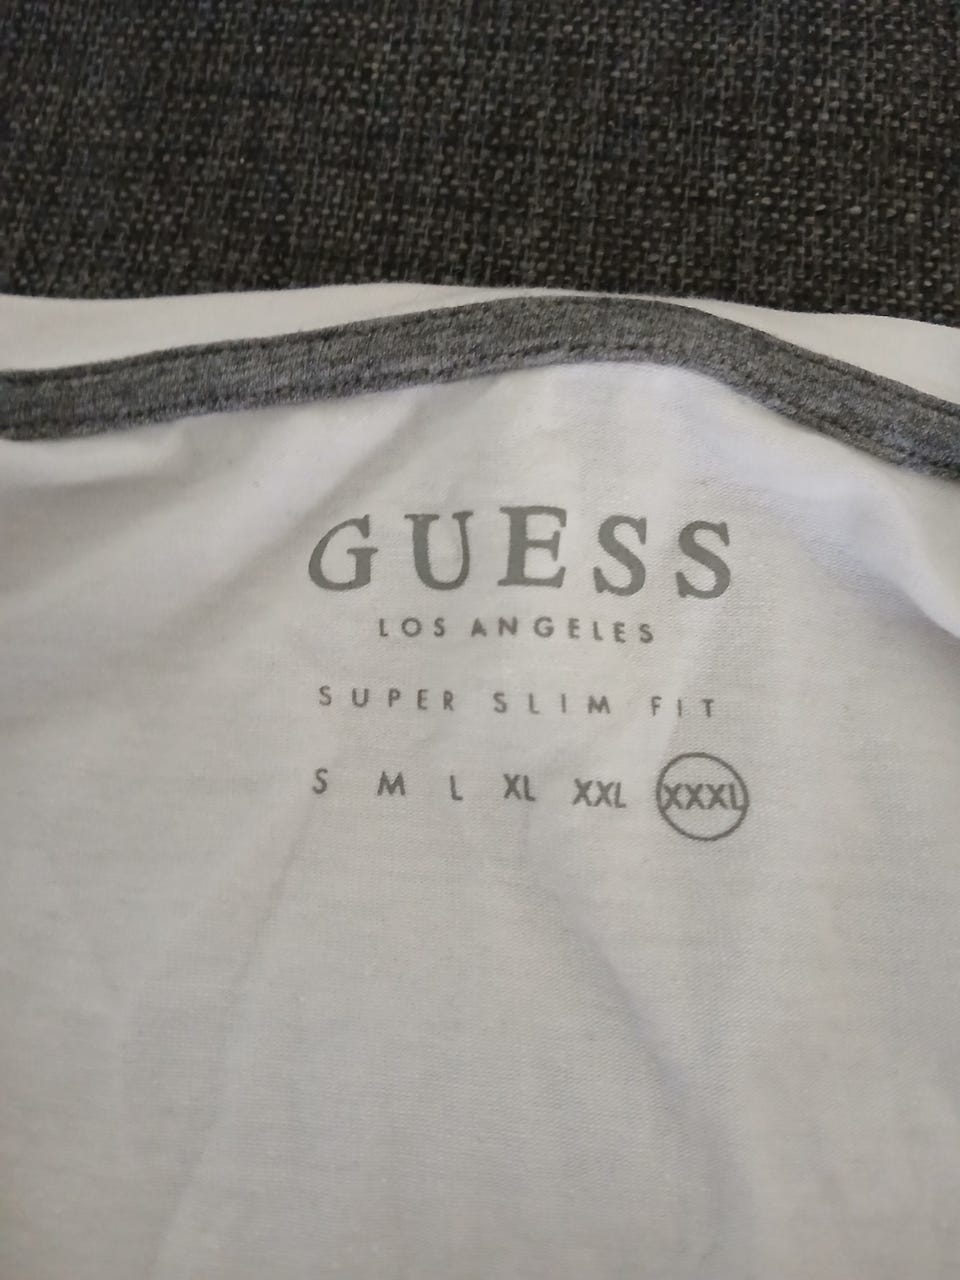 GUESS
LOS ANGELES
SUPER SLIM FIT
S M L XL XXL XXXL